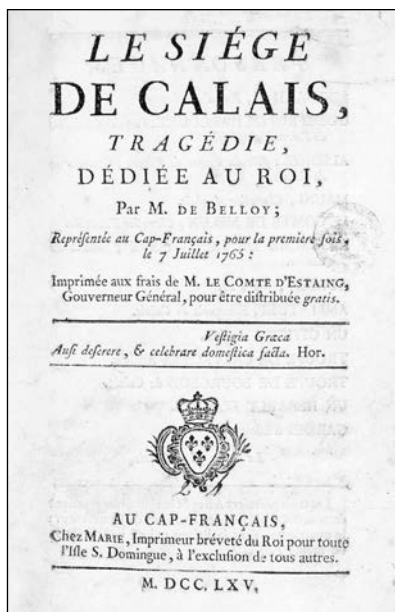 LE SIÉGE
DE CALAIS,
TRAGÉDIE,
DÉDIÉE AU ROI,
Par M. DE BELLOY;
Représentée au Cap-Français, pour la premiere fois,
le 7 Juillet 1765:
Imprimée aux frais de M. LE COMTE D'ESTAING,
Gouverneur Général, pour être distribuée gratis.
Vestigia Græca
Ausi deserere, & celebrare domestica facta. Hor.
AU CAP-FRANÇAIS,
Chez MARIE, Imprimeur bréveté du Roi pour toute
l'Isle S. Domingue, à l'exclusion de tous autres.
M. DCC. LXV.